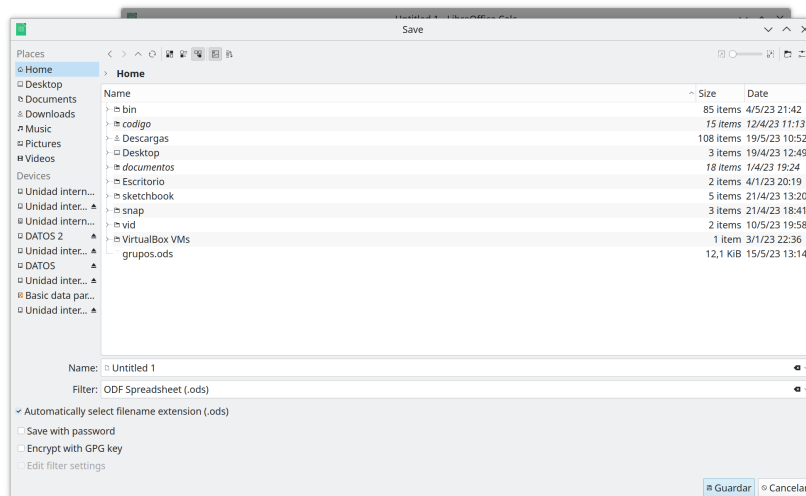 Untitled 1 - LibreOffice Calc
Save
Places
Home
Desktop
Documents
Downloads
Music
Pictures
Videos
Devices
Unidad intern...
Unidad inter...
Unidad intern...
DATOS 2
Unidad inter...
DATOS
Unidad inter...
Basic data par...
Unidad inter...
Home
Name Size Date
bin 85 items 4/5/23 21:42
codigo 15 items 12/4/23 11:13
Descargas 108 items 19/5/23 10:52
Desktop 3 items 19/4/23 12:49
documentos 18 items 1/4/23 19:24
Escritorio 2 items 4/1/23 20:19
sketchbook 5 items 21/4/23 13:20
snap 3 items 21/4/23 18:41
vid 2 items 10/5/23 19:58
VirtualBox VMs 1 item 3/1/23 22:36
grupos.ods 12,1 KiB 15/5/23 13:14
Name: Untitled 1
Filter: ODF Spreadsheet (.ods)
Automatically select filename extension (.ods)
Save with password
Encrypt with GPG key
Edit filter settings
Guardar Cancelar